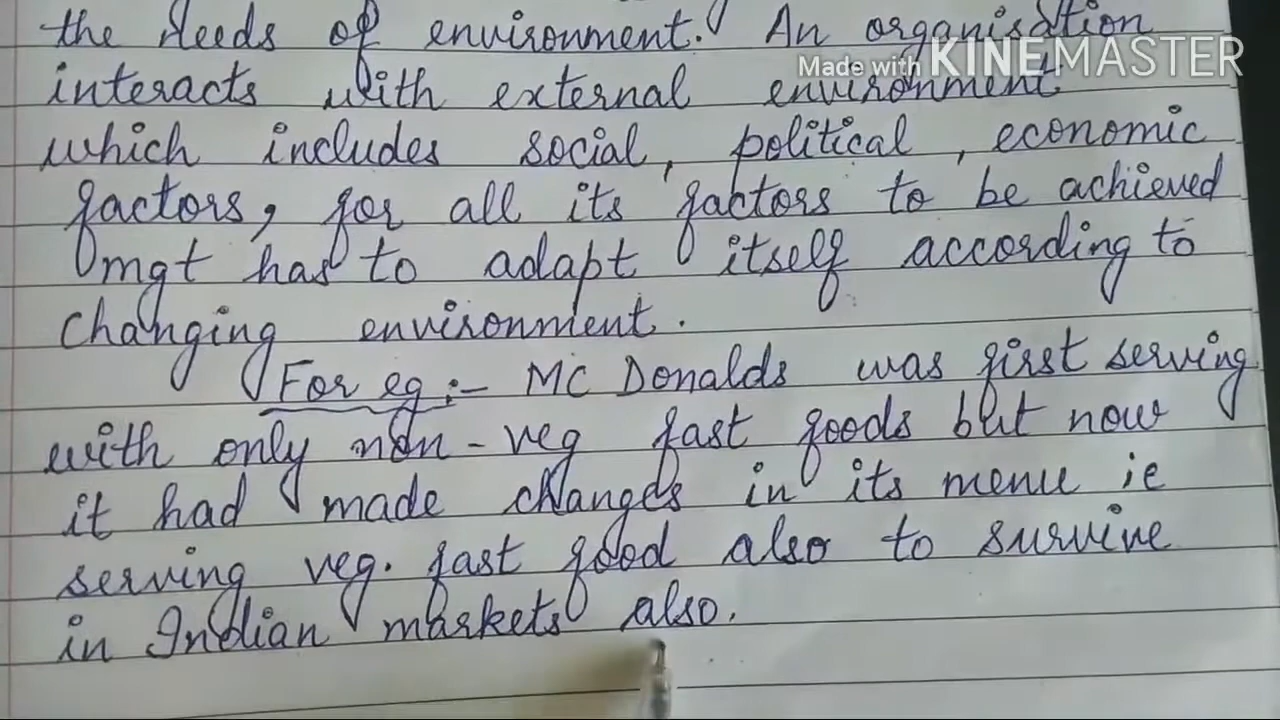 the needs of environment. An organisation
Made with KINEMASTER
interacts with external environment
which includes social, political, economic
factors, for all its factors to be achieved
mgt has to adapt itself according to
changing environment.
For eg :- MC Donalds was first serving
with only non-veg fast foods but now
it had made changes in its menu ie
serving veg. fast food also to survive
in Indian markets also.